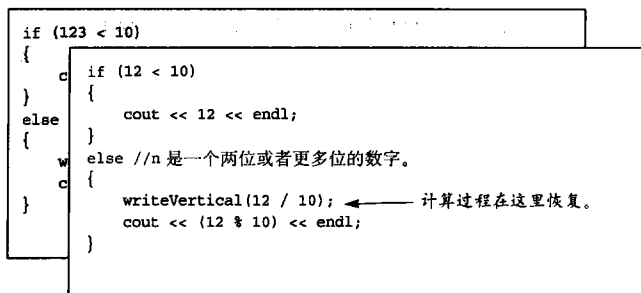 if (123 < 10)
{
c
}
else
{
w
c
}
if (12 < 10)
{
cout << 12 << endl;
}
else //n 是一个两位或者更多位的数字。
{
writeVertical(12 / 10); 计算过程在这里恢复。
cout << (12 % 10) << endl;
}